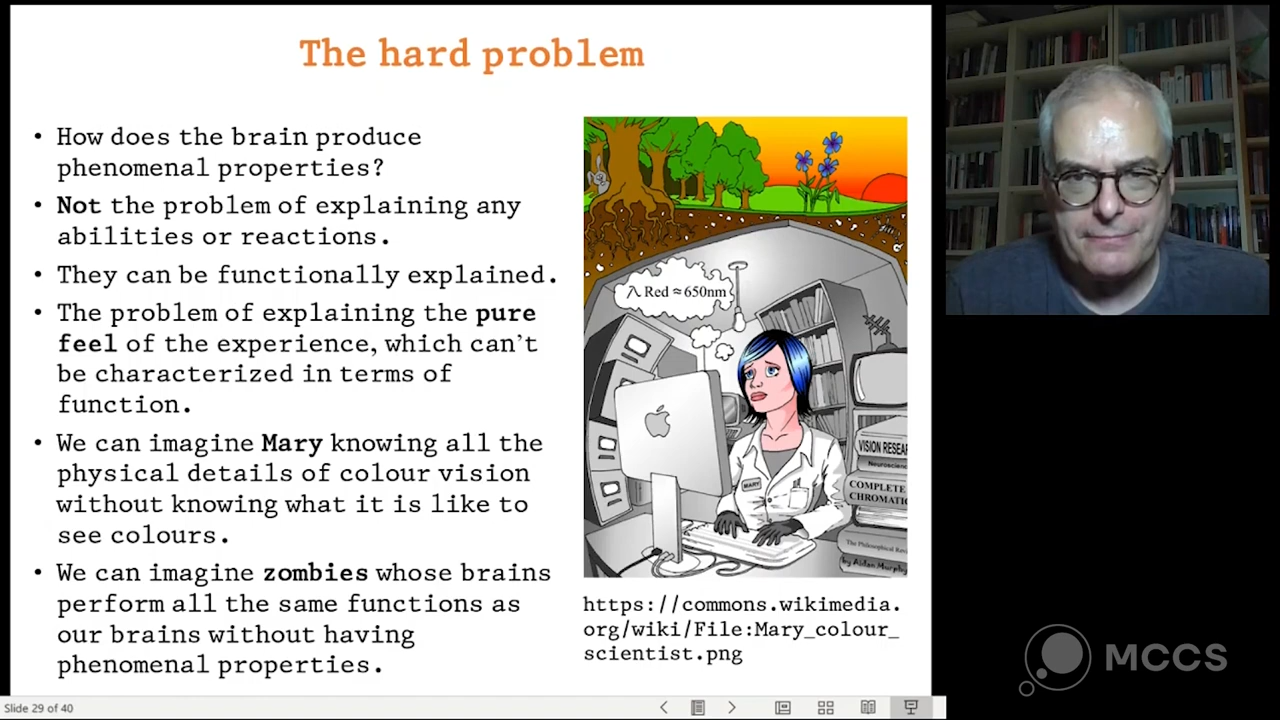 The hard problem
• How does the brain produce
phenomenal properties?
• Not the problem of explaining any
abilities or reactions.
• They can be functionally explained.
• The problem of explaining the pure
feel of the experience, which can't
be characterized in terms of
function.
• We can imagine Mary knowing all the
physical details of colour vision
without knowing what it is like to
see colours.
• We can imagine zombies whose brains
perform all the same functions as
our brains without having
phenomenal properties.
λ Red ≈ 650nm
MARY
VISION RESEAR
Neuroscienc
COMPLETE
CHROMATIC
The Philosophical Rev
by Aidan Murphy
https://commons.wikimedia.
org/wiki/File:Mary_colour_
scientist.png
MCCS
Slide 29 of 40